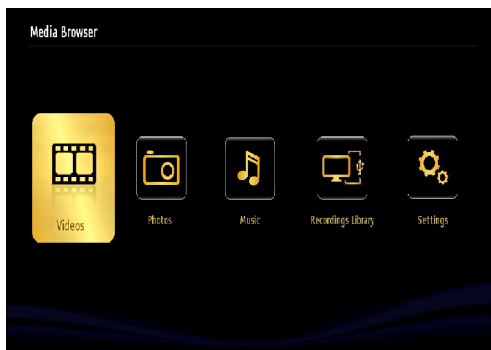 Media Browser
Videos
Photos
Music
Recordings Library
Settings